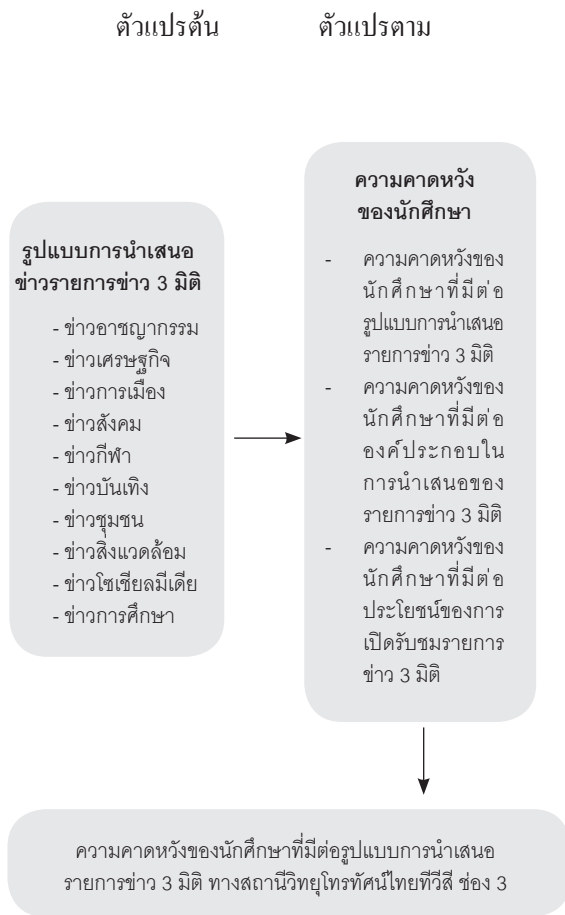 ตัวแปรต้น
ตัวแปรตาม
รูปแบบการนำเสนอ
ข่าวรายการข่าว 3 มิติ
- ข่าวอาชญากรรม
- ข่าวเศรษฐกิจ
- ข่าวการเมือง
- ข่าวสังคม
- ข่าวกีฬา
- ข่าวบันเทิง
- ข่าวชุมชน
- ข่าวสิ่งแวดล้อม
- ข่าวโซเชียลมีเดีย
- ข่าวการศึกษา
ความคาดหวัง
ของนักศึกษา
- ความคาดหวังของ
นักศึกษาที่มีต่อ
รูปแบบการนำเสนอ
รายการข่าว 3 มิติ
- ความคาดหวังของ
นักศึกษาที่มีต่อ
องค์ประกอบใน
การนำเสนอของ
รายการข่าว 3 มิติ
- ความคาดหวังของ
นักศึกษาที่มีต่อ
ประโยชน์ของการ
เปิดรับชมรายการ
ข่าว 3 มิติ
ความคาดหวังของนักศึกษาที่มีต่อรูปแบบการนำเสนอ
รายการข่าว 3 มิติ ทางสถานีวิทยุโทรทัศน์ไทยทีวีสี ช่อง 3